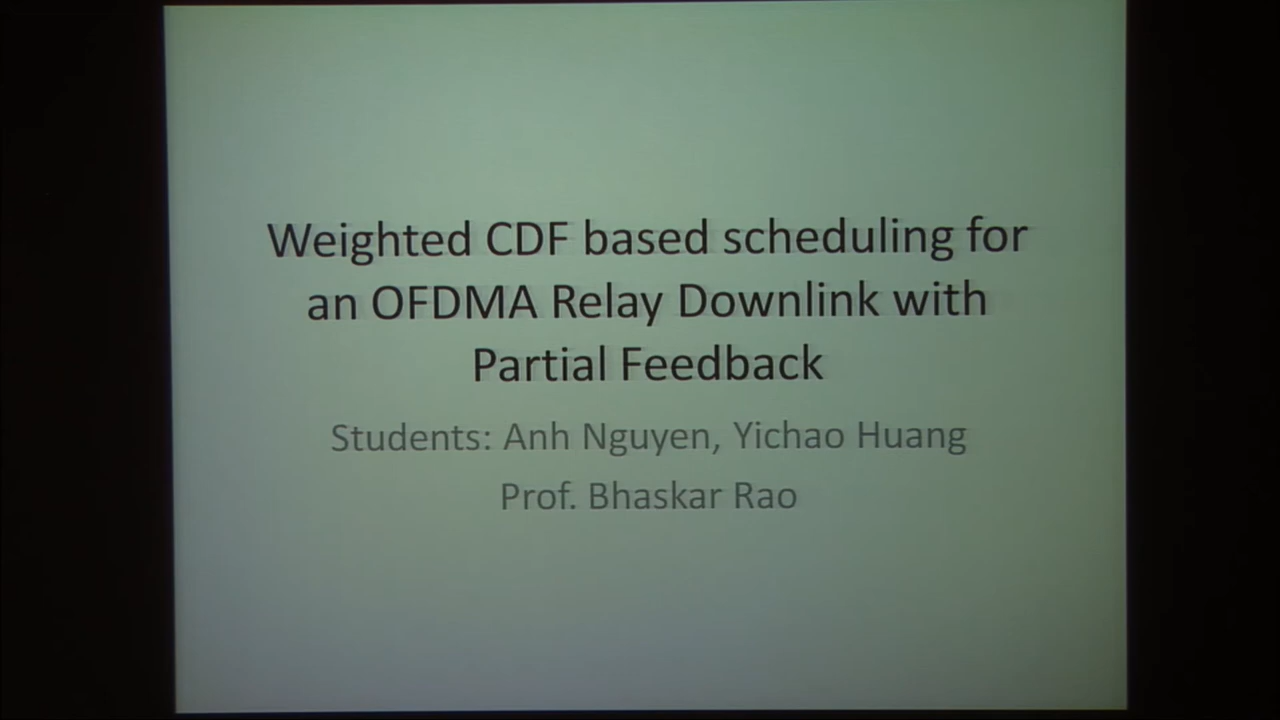 Weighted CDF based scheduling for
an OFDMA Relay Downlink with
Partial Feedback
Students: Anh Nguyen, Yichao Huang
Prof. Bhaskar Rao